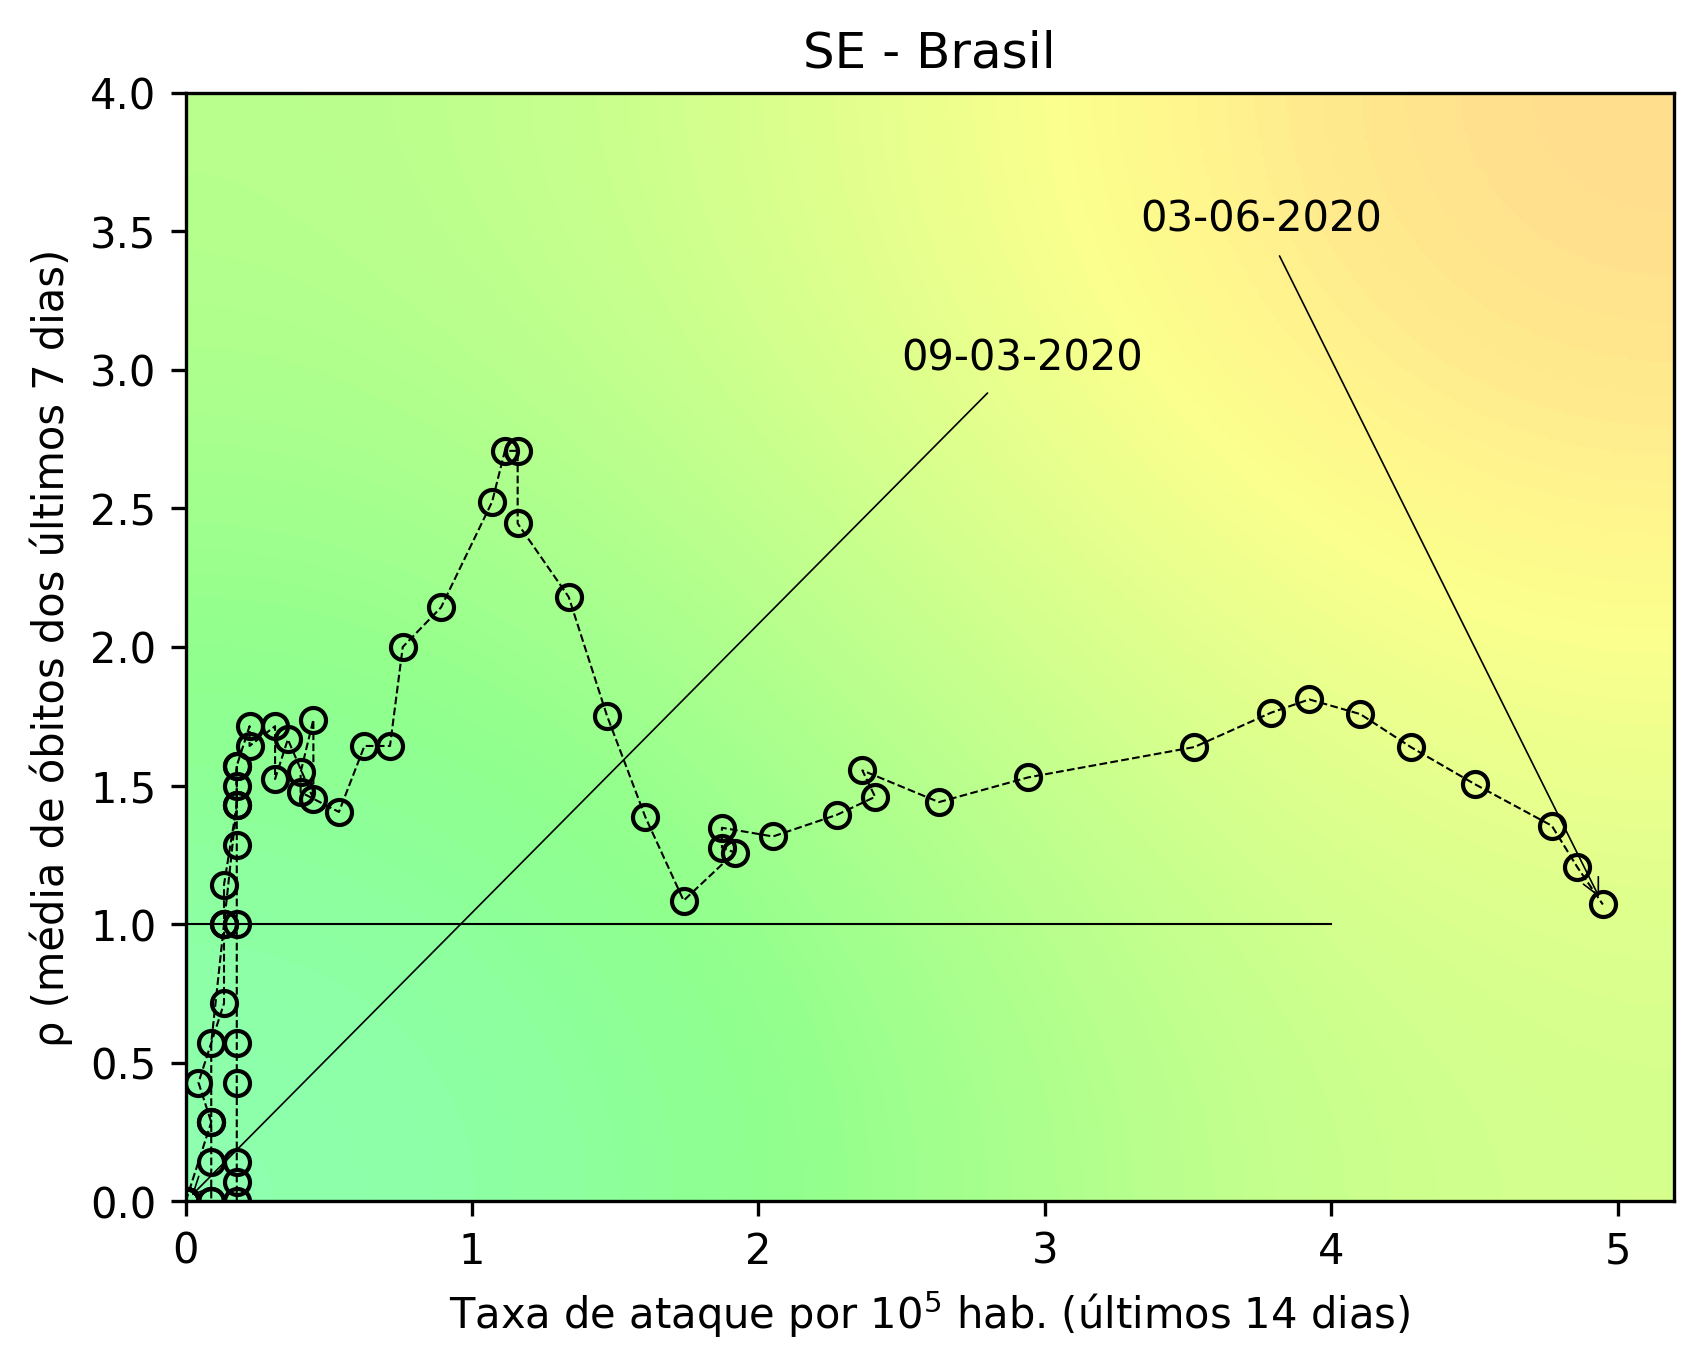 SE - Brasil
4.0
3.5
3.0
2.5
2.0
1.5
1.0
0.5
0.0
ρ (média de óbitos dos últimos 7 dias)
03-06-2020
09-03-2020
0 1 2 3 4 5
Taxa de ataque por 10⁵ hab. (últimos 14 dias)